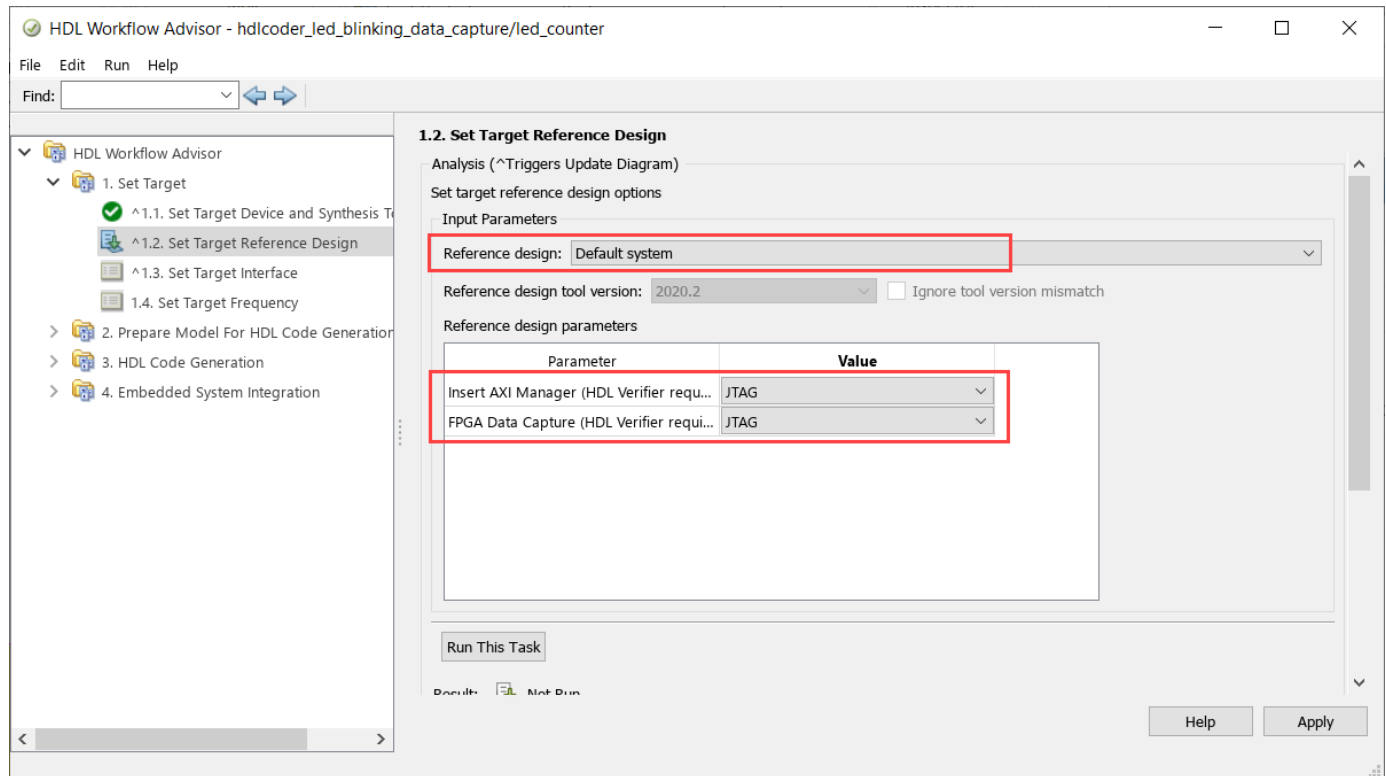 HDL Workflow Advisor - hdlcoder_led_blinking_data_capture/led_counter
File Edit Run Help
Find:
HDL Workflow Advisor
1. Set Target
^1.1. Set Target Device and Synthesis T
^1.2. Set Target Reference Design
^1.3. Set Target Interface
1.4. Set Target Frequency
2. Prepare Model For HDL Code Generation
3. HDL Code Generation
4. Embedded System Integration
1.2. Set Target Reference Design
Analysis (^Triggers Update Diagram)
Set target reference design options
Input Parameters
Reference design: Default system
Reference design tool version: 2020.2 Ignore tool version mismatch
Reference design parameters
Parameter Value
Insert AXI Manager (HDL Verifier requ... JTAG
FPGA Data Capture (HDL Verifier requi... JTAG
Run This Task
Result: Not Run
Help Apply